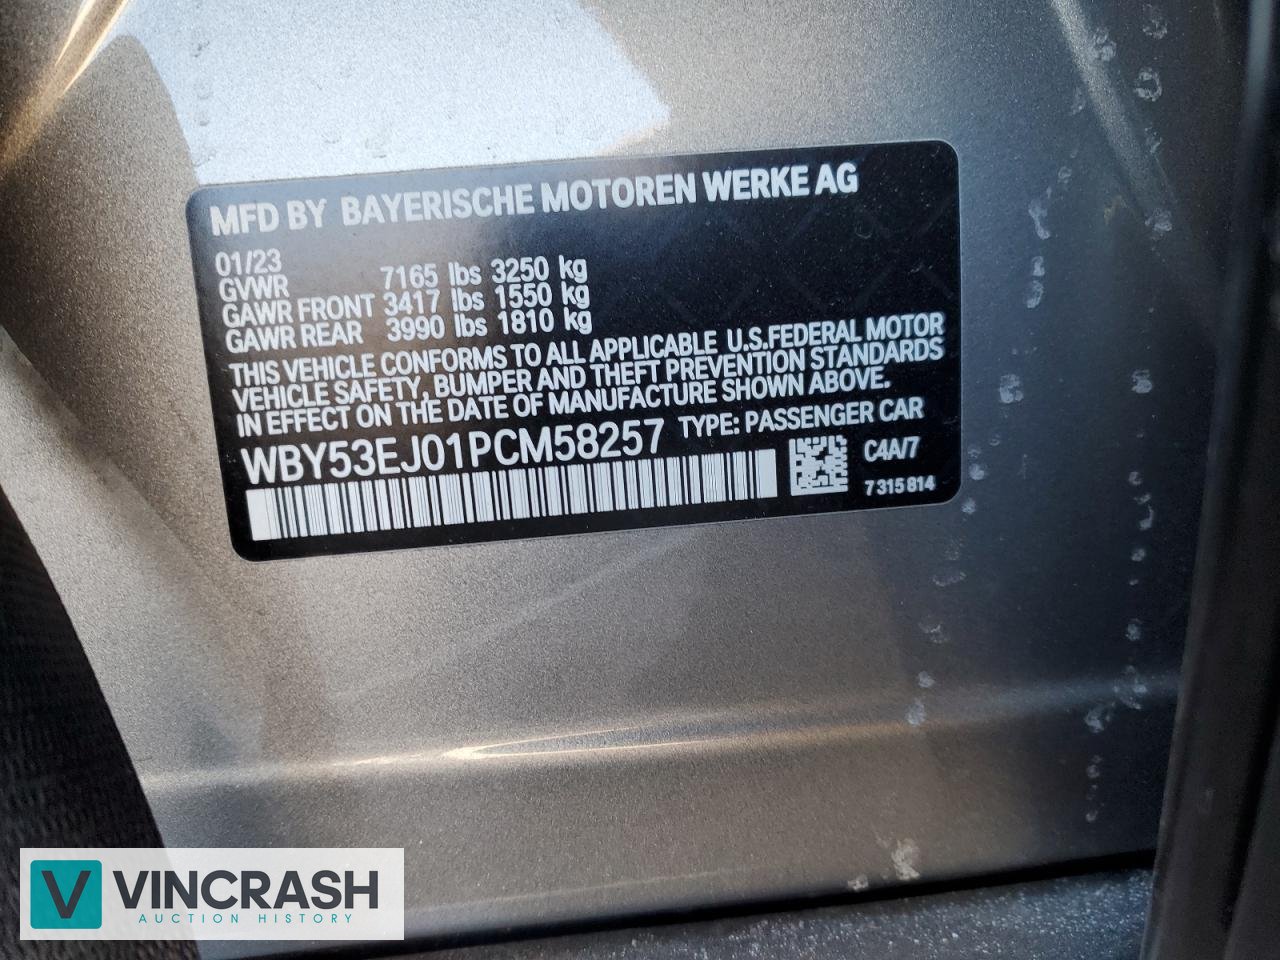 MFD BY BAYERISCHE MOTOREN WERKE AG
01/23
GVWR 7165 lbs 3250 kg
GAWR FRONT 3417 lbs 1550 kg
GAWR REAR 3990 lbs 1810 kg
THIS VEHICLE CONFORMS TO ALL APPLICABLE U.S.FEDERAL MOTOR
VEHICLE SAFETY, BUMPER AND THEFT PREVENTION STANDARDS
IN EFFECT ON THE DATE OF MANUFACTURE SHOWN ABOVE.
WBY53EJ01PCM58257 TYPE: PASSENGER CAR
C4A/7
7315814
V VINCRASH
AUCTION HISTORY